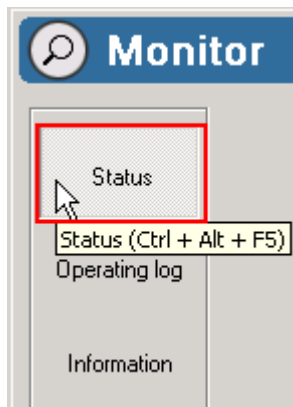 Monitor
Status
Status (Ctrl + Alt + F5)
Operating log
Information